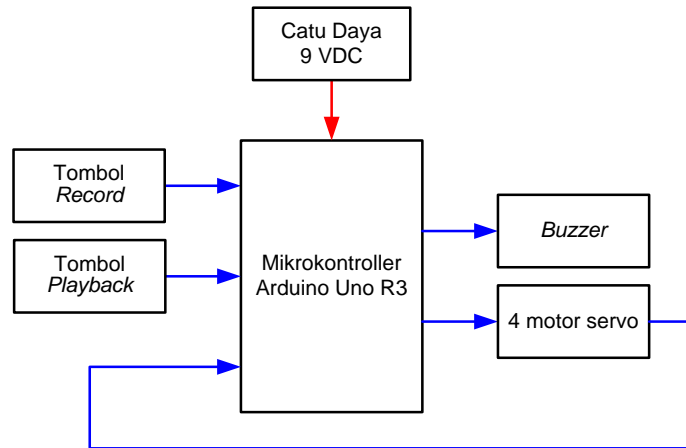 Catu Daya
9 VDC
Tombol
Record
Tombol
Playback
Mikrokontroller
Arduino Uno R3
Buzzer
4 motor servo